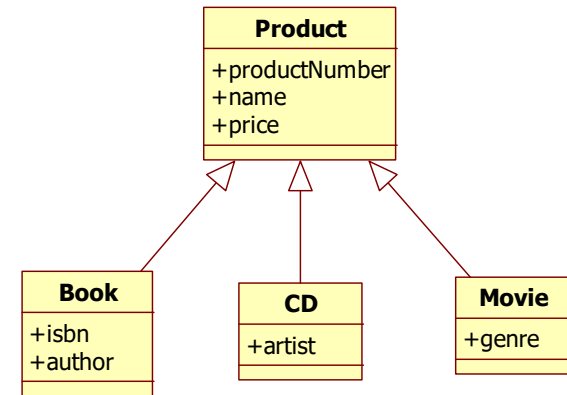 Product
+productNumber
+name
+price
Book
+isbn
+author
CD
+artist
Movie
+genre